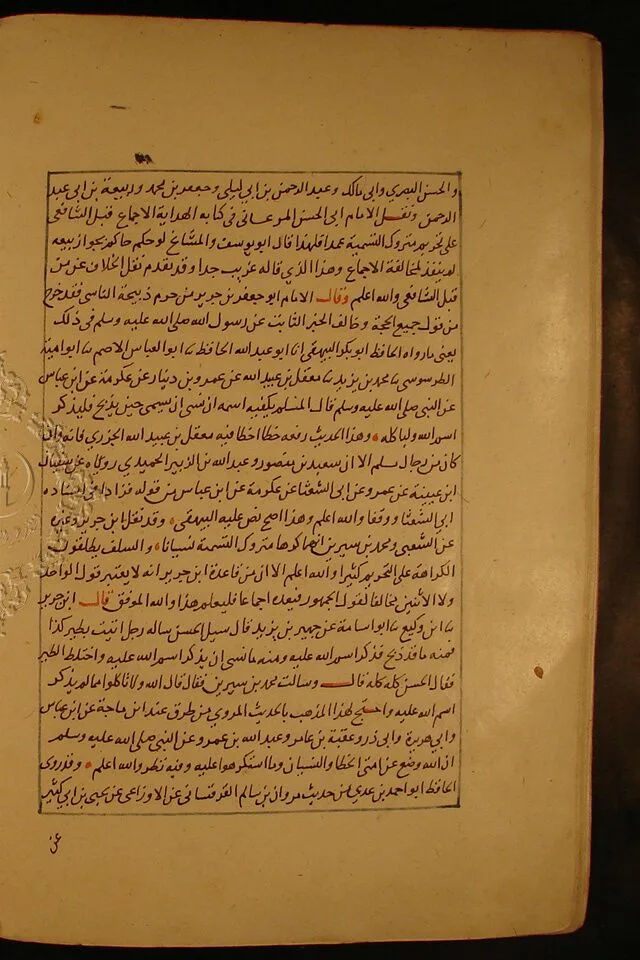 والحسن البصري وابي مالك وعبد الرحمن بن ابي ليلى وجعفر بن محمد وربيعة بن ابي عبد
الرحمن ونقل الامام ابي الحسن المرغيناني في كتابه الهداية الاجماع قبل الشافعي
على تحريم متروك التسمية عمدا فلهذا قال ابو يوسف والمشايخ لو حكم حاكم بجواز بيعه
لم ينفذ لمخالفة الاجماع وهذا الذي قاله غريب جدا وقد تقدم نقل الخلاف عن من
قبل الشافعي والله اعلم وقال الامام ابو جعفر بن جرير من حرم ذبيحة الناسي فقد خرج
من قول جميع الحجة وخالف الخبر الثابت عن رسول الله صلى الله عليه وسلم في ذلك
يعني ما رواه الحافظ ابو بكر البيهقي انا ابو عبد الله الحافظ ثنا ابو العباس الاصم ثنا ابو امية
الطرسوسي ثنا محمد بن يزيد ثنا معقل بن عبيد الله عن عمرو بن دينار عن عكرمة عن ابن عباس
عن النبي صلى الله عليه وسلم قال المسلم يكفيه اسمه ان نسي ان يسمي حين يذبح فليذكر
اسم الله ولياكله وهذا الحديث رفعه خطا اخطا فيه معقل بن عبيد الله الجزري فانه وان
كان من رجال مسلم الا ان سعيد بن منصور وعبد الله بن الزبير الحميدي روياه عن سفيان
ابن عيينة عن عمرو عن ابي الشعثا عن عكرمة عن ابن عباس من قوله فزادا في اسناده
ابي الشعثا ووقفا والله اعلم وهذا اصح نص عليه البيهقي وقد نقل ابن جرير وغيره
عن الشعبي ومحمد بن سيرين انهما كرها متروك التسمية نسيانا والسلف يطلقون
الكراهة على التحريم كثيرا والله اعلم الا ان من قاعدة ابن جرير انه لا يعتبر قول الواحد
ولا الاثنين مخالفا لقول الجمهور فيعده اجماعا فليعلم هذا والله الموفق قال ابن جرير
ثنا ابن وكيع ثنا ابو اسامة عن جهير بن يزيد قال سيل الحسن ساله رجل اتيت بطير كذا
فمنه ما قد ذبح فذكر اسم الله عليه ومنه ما نسي ان يذكر اسم الله عليه واختلط الطير
فقال الحسن كله كله قال وسالت محمد بن سيرين فقال قال الله ولا تاكلوا مما لم يذكر
اسم الله عليه واحتج لهذا المذهب بالحديث المروي من طرق عند ابن ماجة عن ابن عباس
وابي هريرة وابي ذر وعقبة بن عامر وعبد الله بن عمرو عن النبي صلى الله عليه وسلم
ان الله وضع عن امتي الخطا والنسيان وما استكرهوا عليه وفيه نظر والله اعلم وقد روى
الحافظ ابو احمد بن عدي من حديث مروان بن سالم القرقساني عن الاوزاعي عن يحيى بن ابي كثير
عن